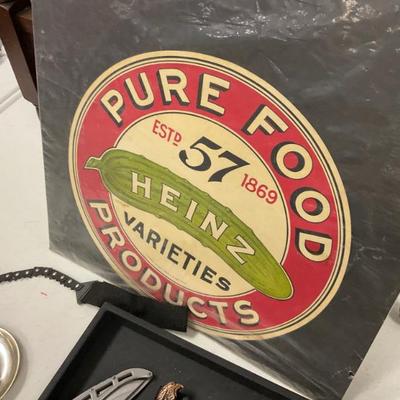 PURE FOOD
ESTD 57 1869
HEINZ
VARIETIES
PRODUCTS